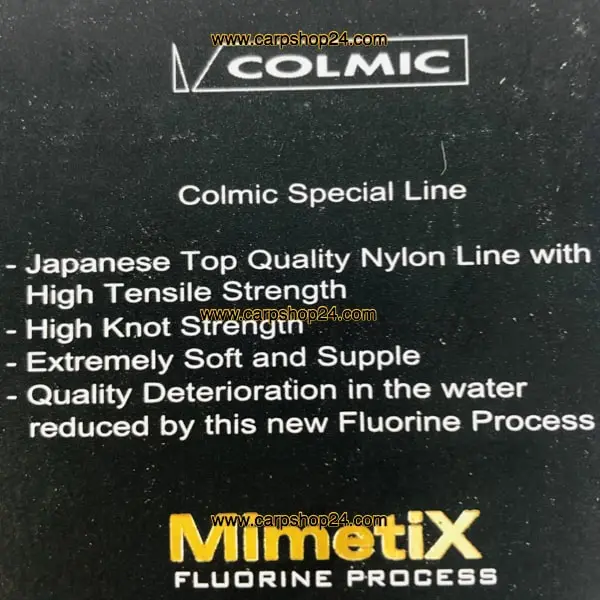 www.carpshop24.com
COLMIC
Colmic Special Line
- Japanese Top Quality Nylon Line with
High Tensile Strength
www.carpshop24.com
- High Knot Strength
- Extremely Soft and Supple
- Quality Deterioration in the water
reduced by this new Fluorine Process
www.carpshop24.com
MimetiX
FLUORINE PROCESS